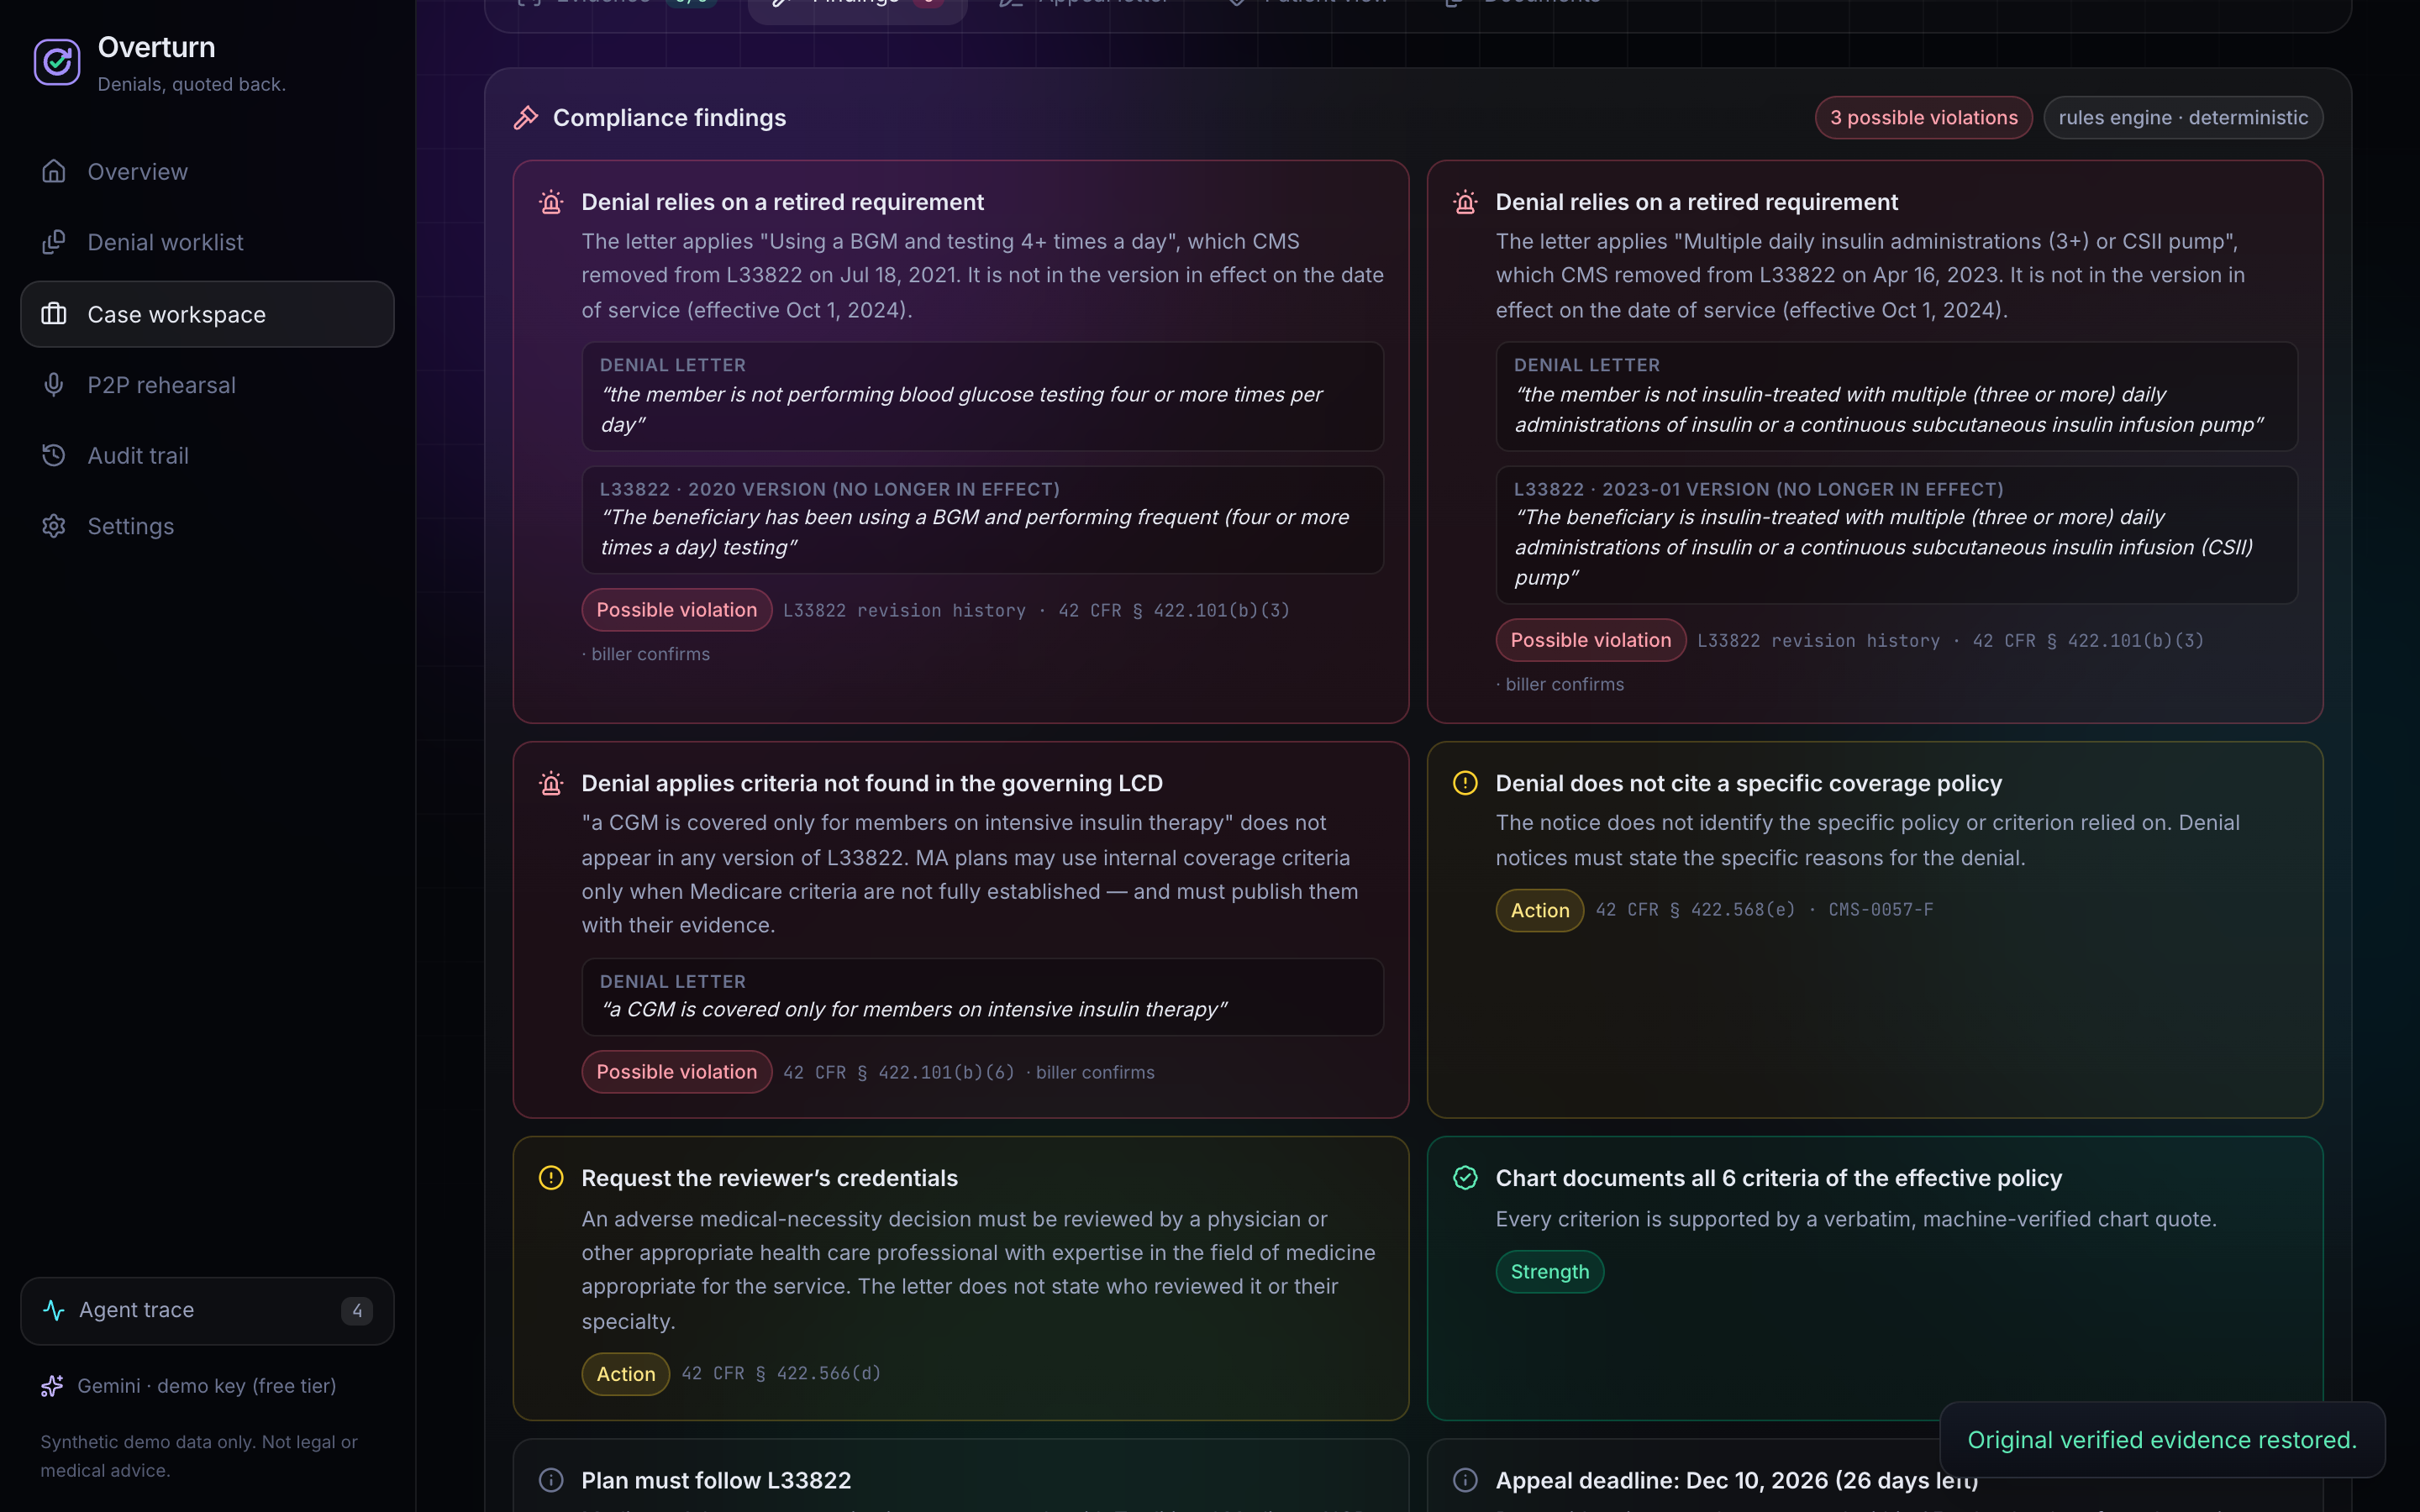 Overturn
Denials, quoted back.
Overview
Denial worklist
Case workspace
P2P rehearsal
Audit trail
Settings
Agent trace
4
Gemini · demo key (free tier)
Synthetic demo data only. Not legal or
medical advice.
Compliance findings
3 possible violations
rules engine · deterministic
Denial relies on a retired requirement
The letter applies "Using a BGM and testing 4+ times a day", which CMS
removed from L33822 on Jul 18, 2021. It is not in the version in effect on the date
of service (effective Oct 1, 2024).
DENIAL LETTER
“the member is not performing blood glucose testing four or more times per
day”
L33822 · 2020 VERSION (NO LONGER IN EFFECT)
“The beneficiary has been using a BGM and performing frequent (four or more
times a day) testing”
Possible violation L33822 revision history · 42 CFR § 422.101(b)(3)
· biller confirms
Denial relies on a retired requirement
The letter applies "Multiple daily insulin administrations (3+) or CSII pump",
which CMS removed from L33822 on Apr 16, 2023. It is not in the version in
effect on the date of service (effective Oct 1, 2024).
DENIAL LETTER
“the member is not insulin-treated with multiple (three or more) daily
administrations of insulin or a continuous subcutaneous insulin infusion pump”
L33822 · 2023-01 VERSION (NO LONGER IN EFFECT)
“The beneficiary is insulin-treated with multiple (three or more) daily
administrations of insulin or a continuous subcutaneous insulin infusion (CSII)
pump”
Possible violation L33822 revision history · 42 CFR § 422.101(b)(3)
· biller confirms
Denial applies criteria not found in the governing LCD
"a CGM is covered only for members on intensive insulin therapy" does not
appear in any version of L33822. MA plans may use internal coverage criteria
only when Medicare criteria are not fully established — and must publish them
with their evidence.
DENIAL LETTER
“a CGM is covered only for members on intensive insulin therapy”
Possible violation 42 CFR § 422.101(b)(6) · biller confirms
Denial does not cite a specific coverage policy
The notice does not identify the specific policy or criterion relied on. Denial
notices must state the specific reasons for the denial.
Action 42 CFR § 422.568(e) · CMS-0057-F
Request the reviewer’s credentials
An adverse medical-necessity decision must be reviewed by a physician or
other appropriate health care professional with expertise in the field of medicine
appropriate for the service. The letter does not state who reviewed it or their
specialty.
Action 42 CFR § 422.566(d)
Chart documents all 6 criteria of the effective policy
Every criterion is supported by a verbatim, machine-verified chart quote.
Strength
Plan must follow L33822
Appeal deadline: Dec 10, 2026 (26 days left)
Original verified evidence restored.